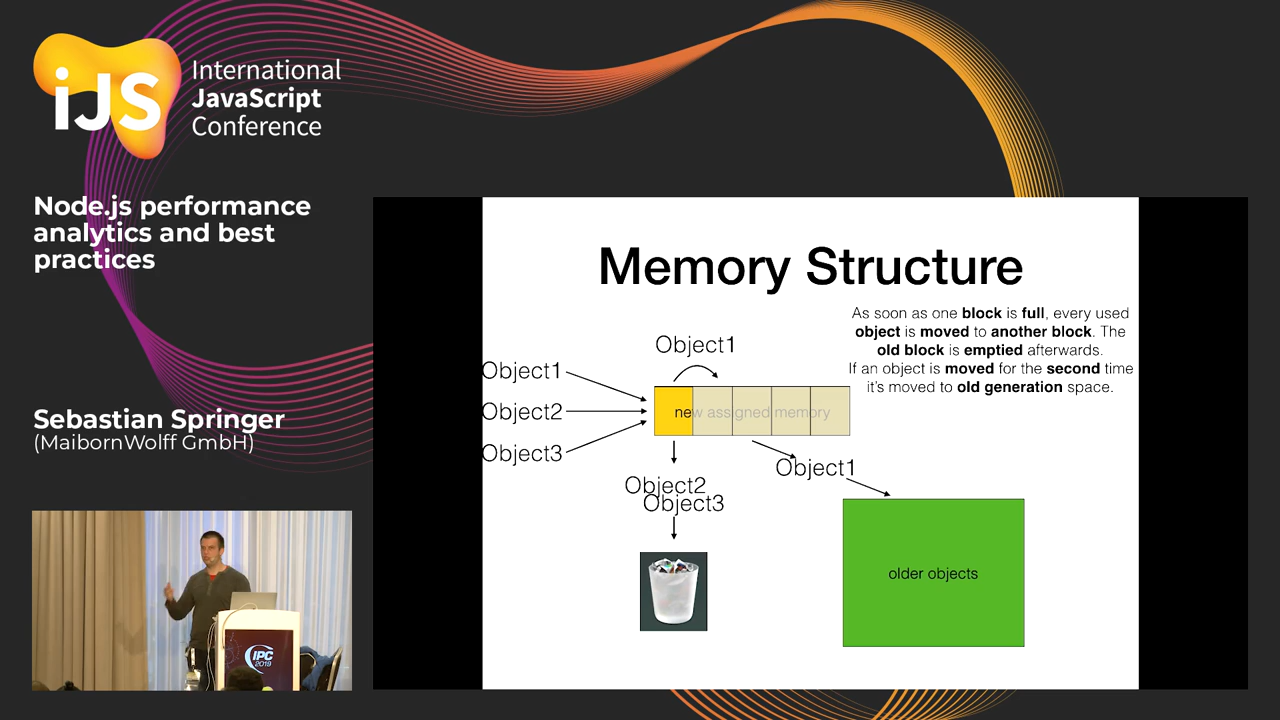 iJS
International
JavaScript
Conference
Node.js performance
analytics and best
practices
Sebastian Springer
(MaibornWolff GmbH)
IPC
2019
Memory Structure
As soon as one block is full, every used
object is moved to another block. The
old block is emptied afterwards.
If an object is moved for the second time
it's moved to old generation space.
Object1
Object1
Object2
Object3
new assigned memory
Object1
Object2
Object3
older objects